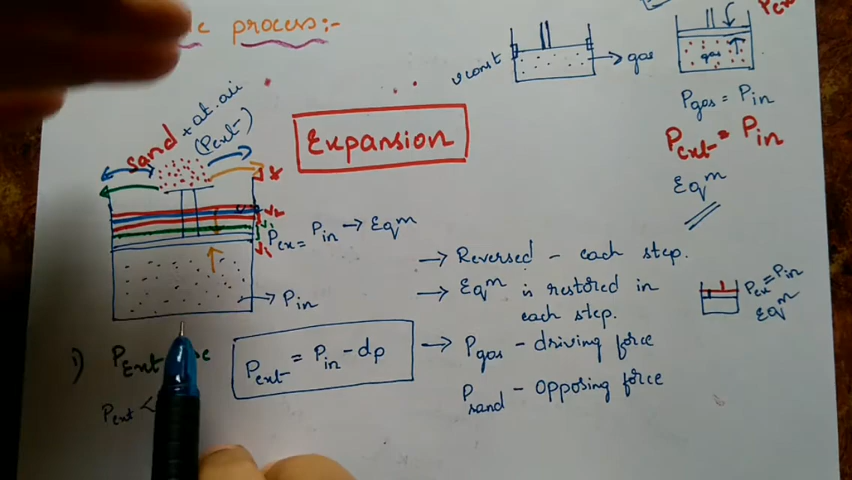 process:-
v const
gas
gas
Pext
Pgas = Pin
Pext = Pin
Eqm
sand + at. air
(Pext)
Expansion
Pex = Pin → Eqm
→ Pin
→ Reversed - each step.
→ Eqm is restored in
each step.
Pex = Pin
Eqm
i)
Pext = Pin - dp
→ Pgas - driving force
Psand - opposing force
Pext <